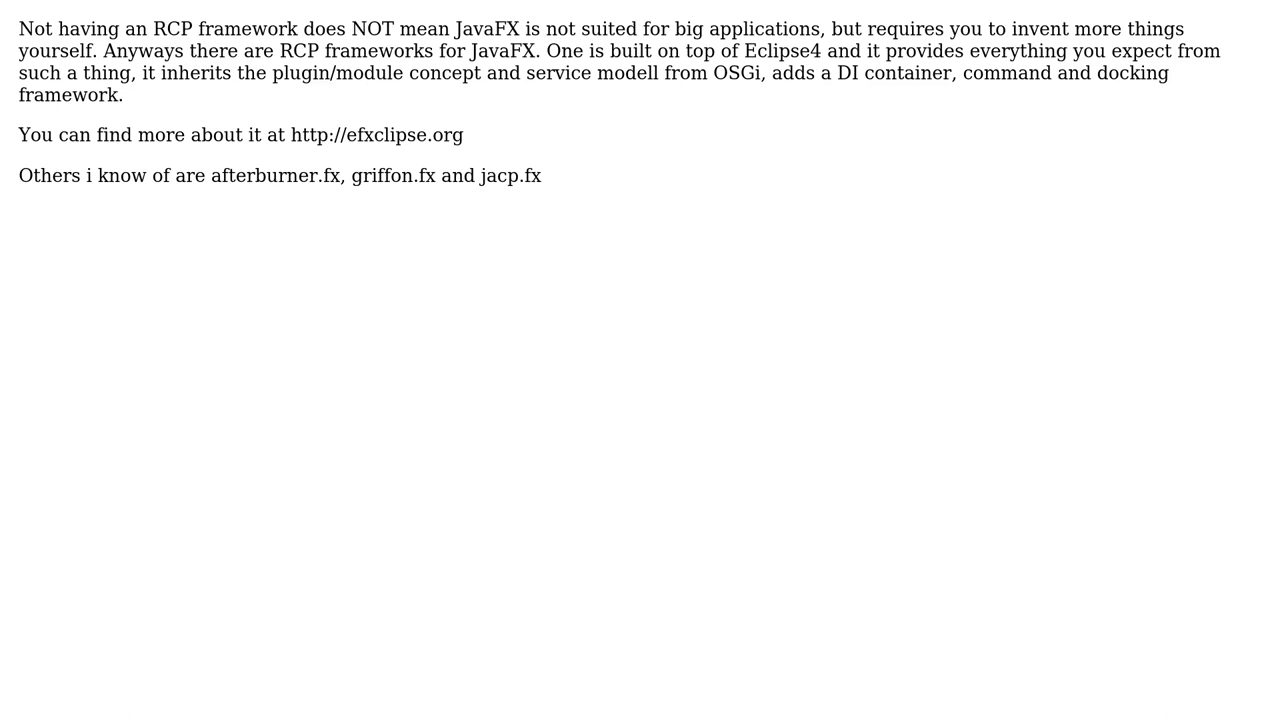 Not having an RCP framework does NOT mean JavaFX is not suited for big applications, but requires you to invent more things
yourself. Anyways there are RCP frameworks for JavaFX. One is built on top of Eclipse4 and it provides everything you expect from
such a thing, it inherits the plugin/module concept and service modell from OSGi, adds a DI container, command and docking
framework.
You can find more about it at http://efxclipse.org
Others i know of are afterburner.fx, griffon.fx and jacp.fx